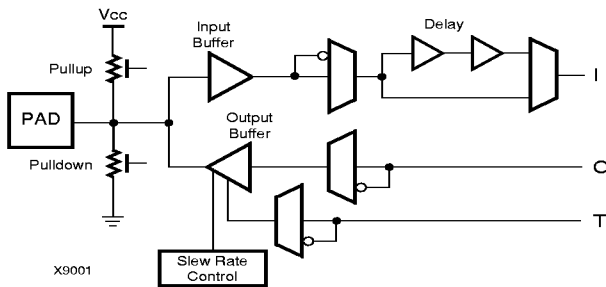 Vcc
Input
Buffer
Delay
Pullup
I
PAD
Output
Buffer
Pulldown
O
T
Slew Rate
Control
X9001